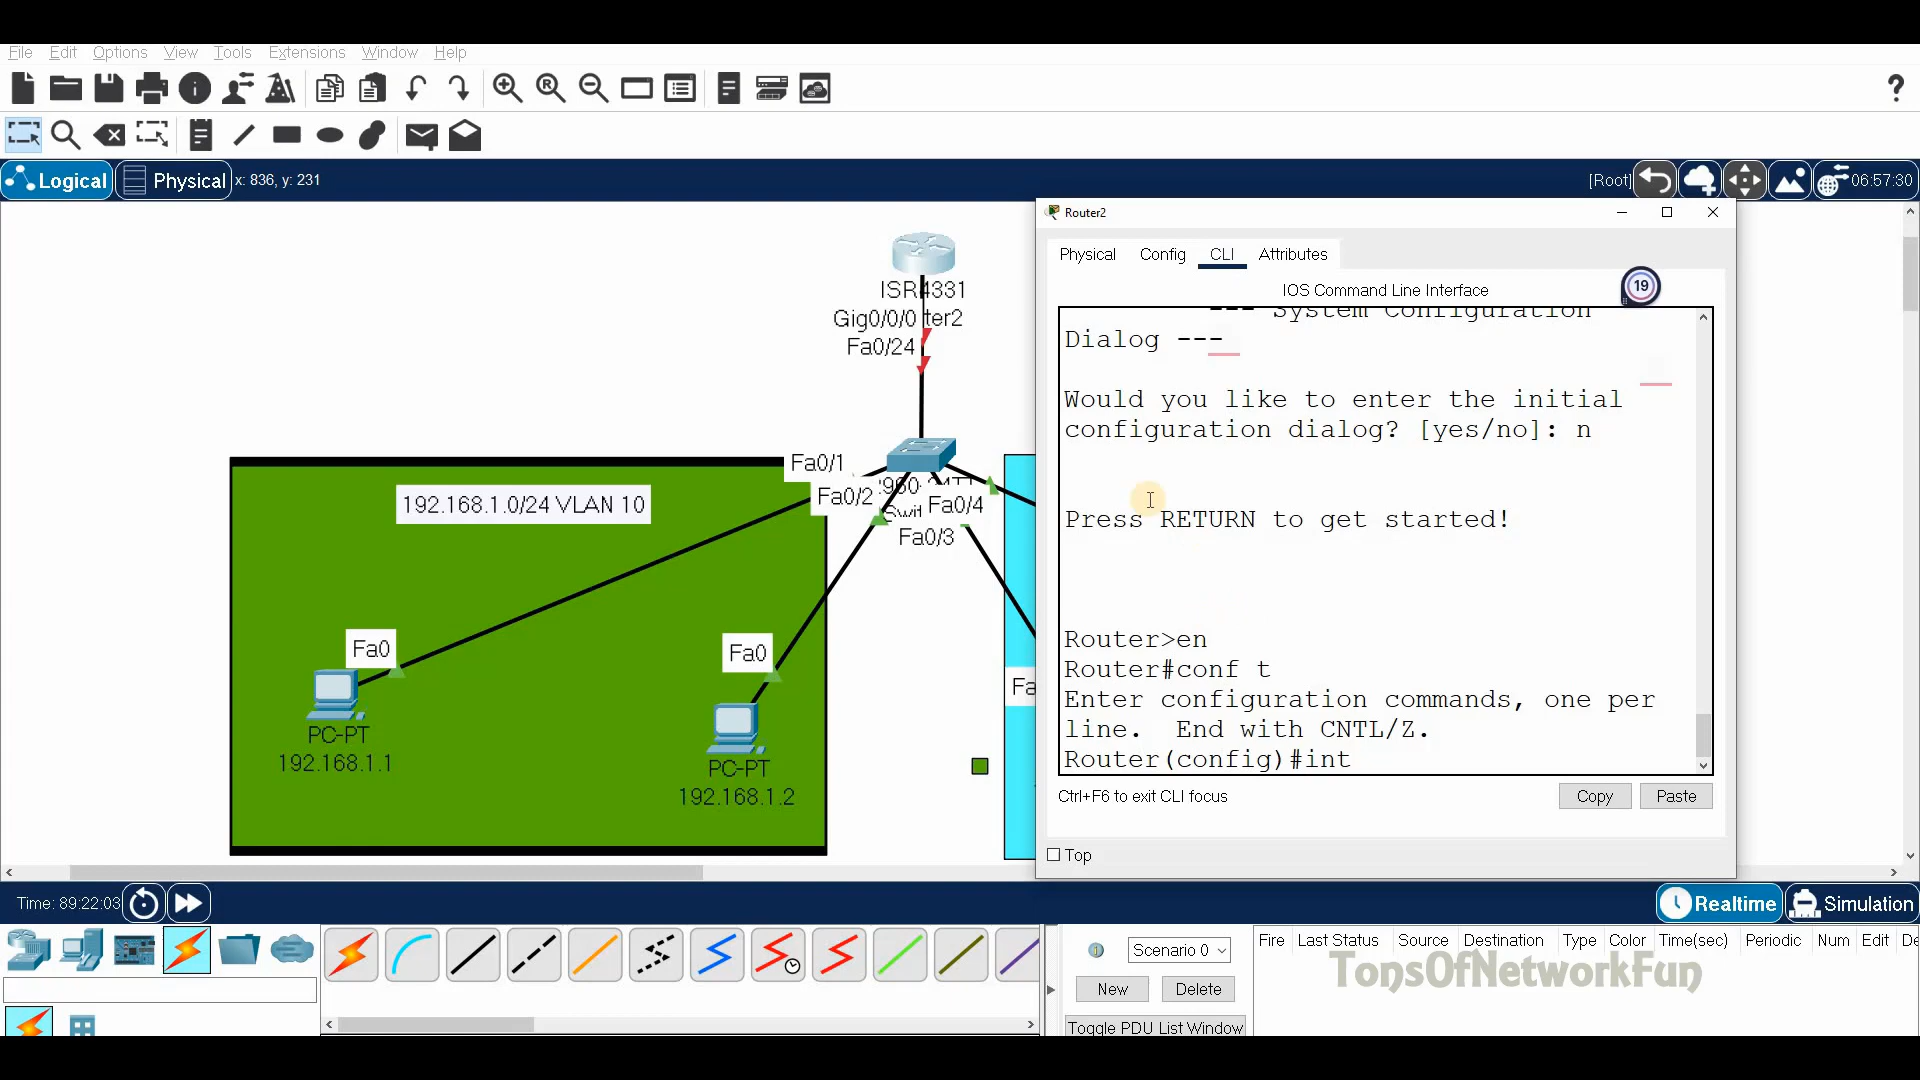 File Edit Options View Tools Extensions Window Help
Logical Physical x: 836, y: 231
[Root] 06:57:30
ISR4331
Gig0/0/0 ter2
Fa0/24
Fa0/1
Fa0/2
Fa0/4
Fa0/3
192.168.1.0/24 VLAN 10
Fa0
PC-PT
192.168.1.1
Fa0
PC-PT
192.168.1.2
Fa
Router2
Physical Config CLI Attributes
19
IOS Command Line Interface
--- System Configuration
Dialog ---
Would you like to enter the initial
configuration dialog? [yes/no]: n
Press RETURN to get started!
Router>en
Router#conf t
Enter configuration commands, one per
line. End with CNTL/Z.
Router(config)#int
Ctrl+F6 to exit CLI focus
Copy Paste
Top
Time: 89:22:03
Realtime Simulation
Scenario 0
New Delete
Toggle PDU List Window
Fire Last Status Source Destination Type Color Time(sec) Periodic Num Edit De
TonsOfNetworkFun